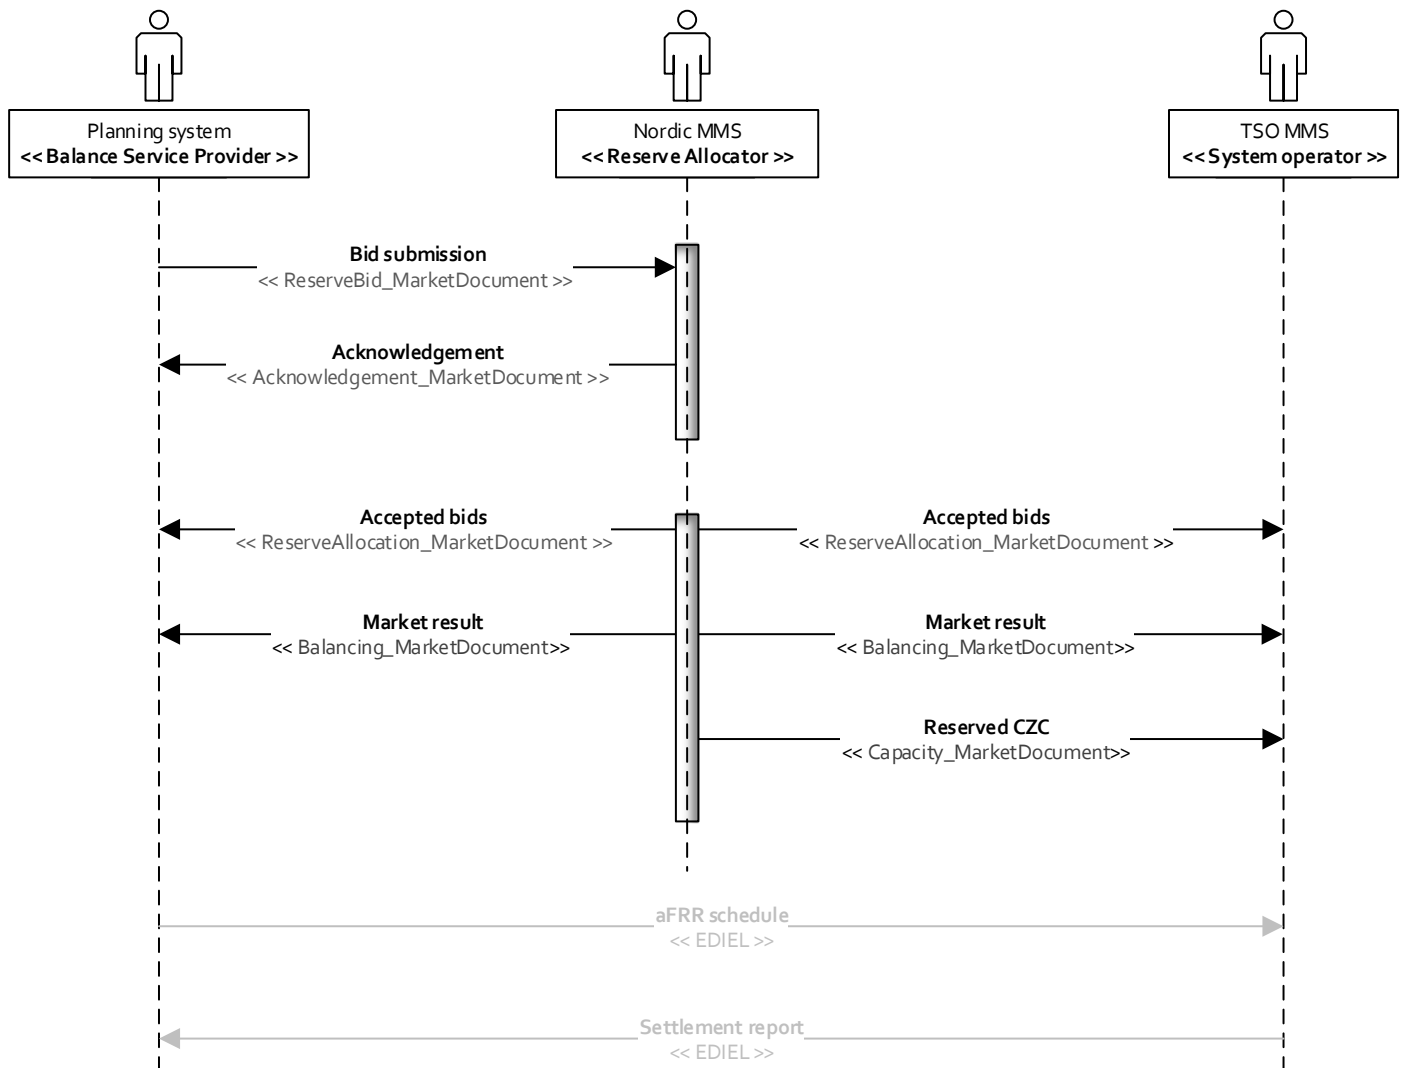 Planning system
<< Balance Service Provider >>
Nordic MMS
<< Reserve Allocator >>
TSO MMS
<< System operator >>
Bid submission
<< ReserveBid_MarketDocument >>
Acknowledgement
<< Acknowledgement_MarketDocument >>
Accepted bids
<< ReserveAllocation_MarketDocument >>
Accepted bids
<< ReserveAllocation_MarketDocument >>
Market result
<< Balancing_MarketDocument>>
Market result
<< Balancing_MarketDocument>>
Reserved CZC
<< Capacity_MarketDocument>>
aFRR schedule
<< EDIEL >>
Settlement report
<< EDIEL >>